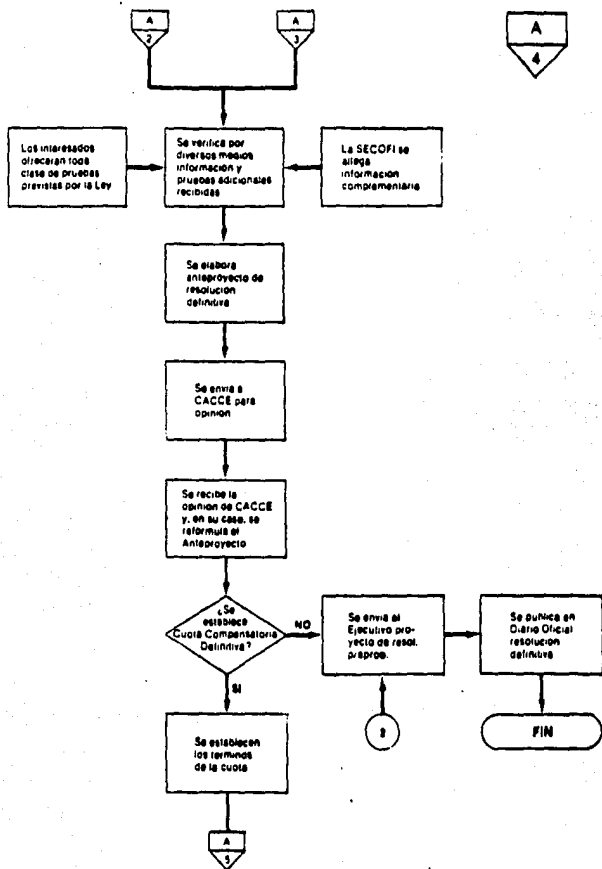 A
2
A
3
A
4
Los interesados
ofrecerán toda
clase de pruebas
previstas por la Ley
Se verifica por
diversos medios
información y
pruebas adicionales
recibidas
La SECOFI se
allega
información
complementaria
Se elabora
anteproyecto de
resolución
definitiva
Se envía a
CACCE para
opinión
Se recibe la
opinión de CACCE
y, en su caso, se
reformula el
Anteproyecto
¿Se
establece
Cuota Compensatoria
Definitiva?
NO
SI
Se envía al
Ejecutivo pro-
yecto de resol.
p/aprob.
2
Se publica en
Diario Oficial
resolución
definitiva
FIN
Se establecen
los términos
de la cuota
A
5